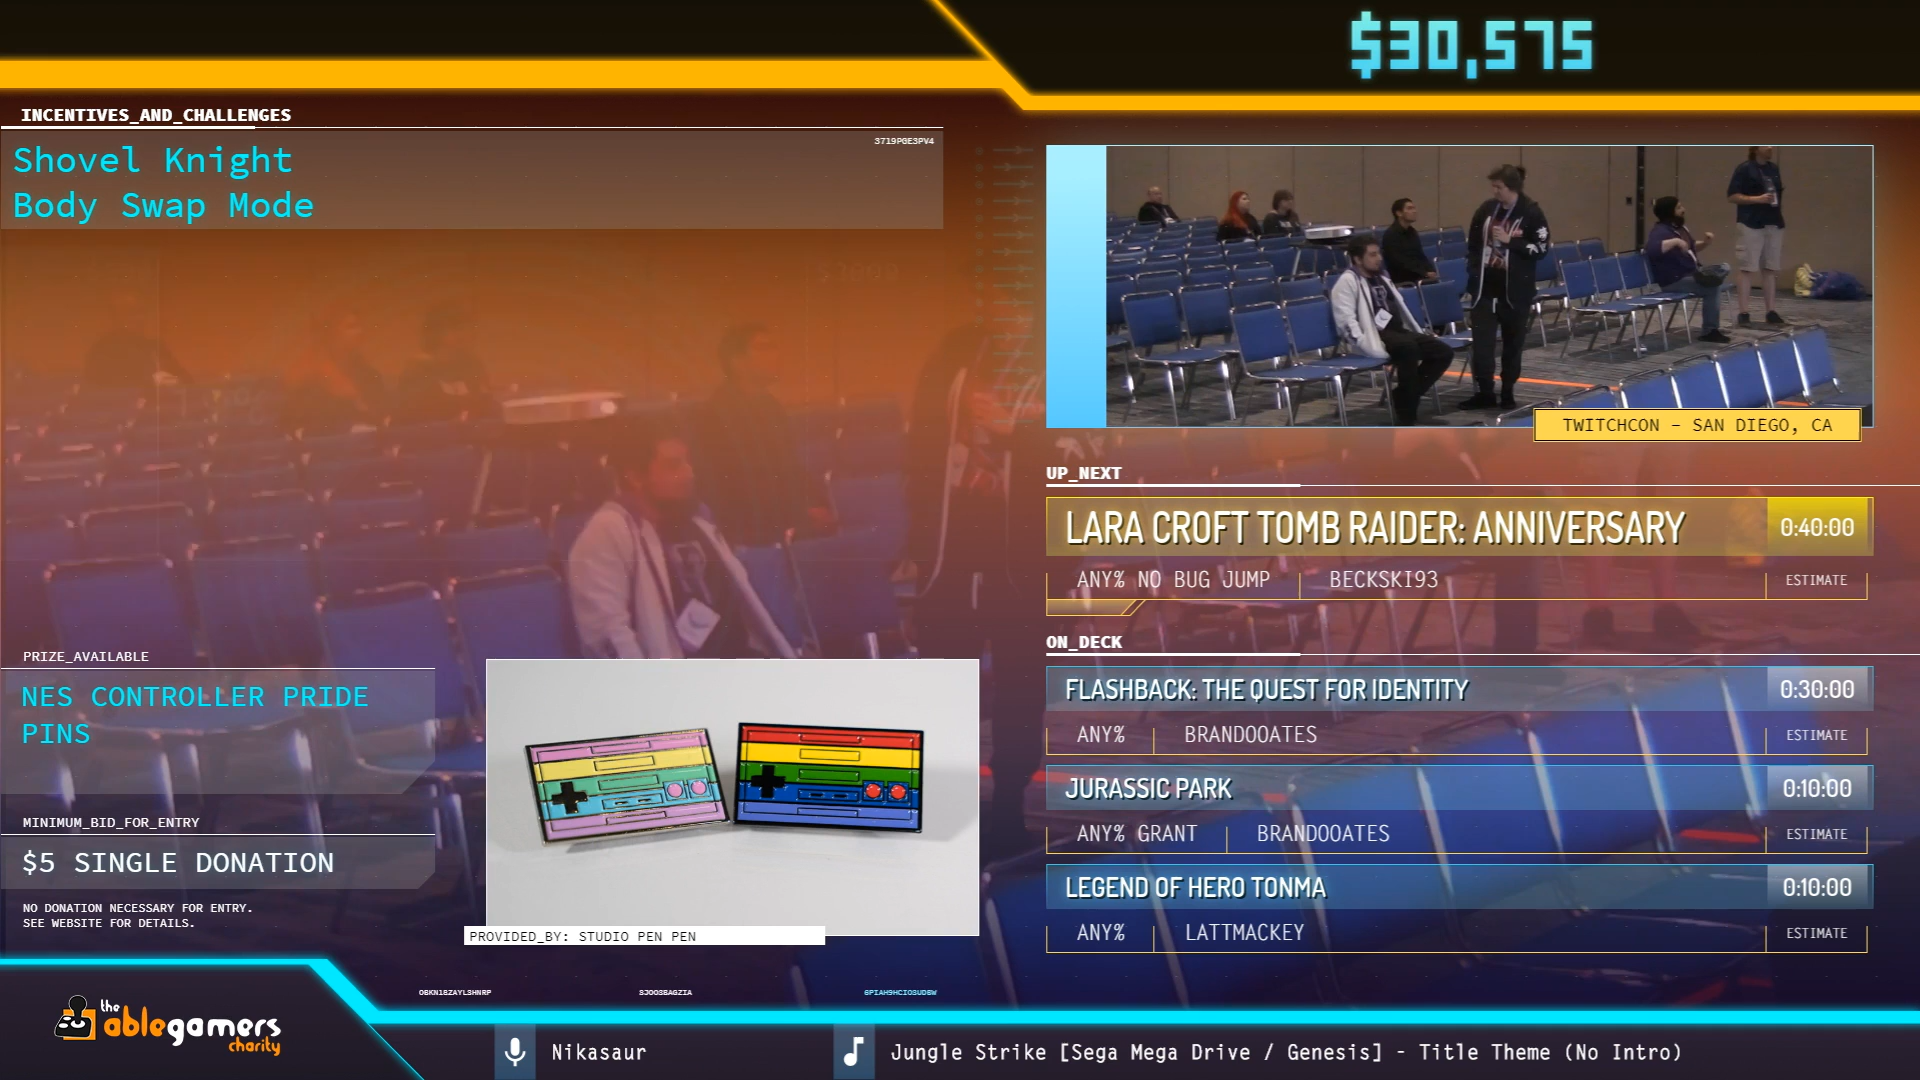 $30,575
INCENTIVES_AND_CHALLENGES
3719PGE3PV4
Shovel Knight
Body Swap Mode
TWITCHCON - SAN DIEGO, CA
UP_NEXT
LARA CROFT TOMB RAIDER: ANNIVERSARY 0:40:00
ANY% NO BUG JUMP BECKSKI93 ESTIMATE
ON_DECK
FLASHBACK: THE QUEST FOR IDENTITY 0:30:00
ANY% BRANDOOATES ESTIMATE
JURASSIC PARK 0:10:00
ANY% GRANT BRANDOOATES ESTIMATE
LEGEND OF HERO TONMA 0:10:00
ANY% LATTMACKEY ESTIMATE
PRIZE_AVAILABLE
NES CONTROLLER PRIDE
PINS
MINIMUM_BID_FOR_ENTRY
$5 SINGLE DONATION
NO DONATION NECESSARY FOR ENTRY.
SEE WEBSITE FOR DETAILS.
PROVIDED_BY: STUDIO PEN PEN
the
ablegamers
charity
Nikasaur
Jungle Strike [Sega Mega Drive / Genesis] - Title Theme (No Intro)